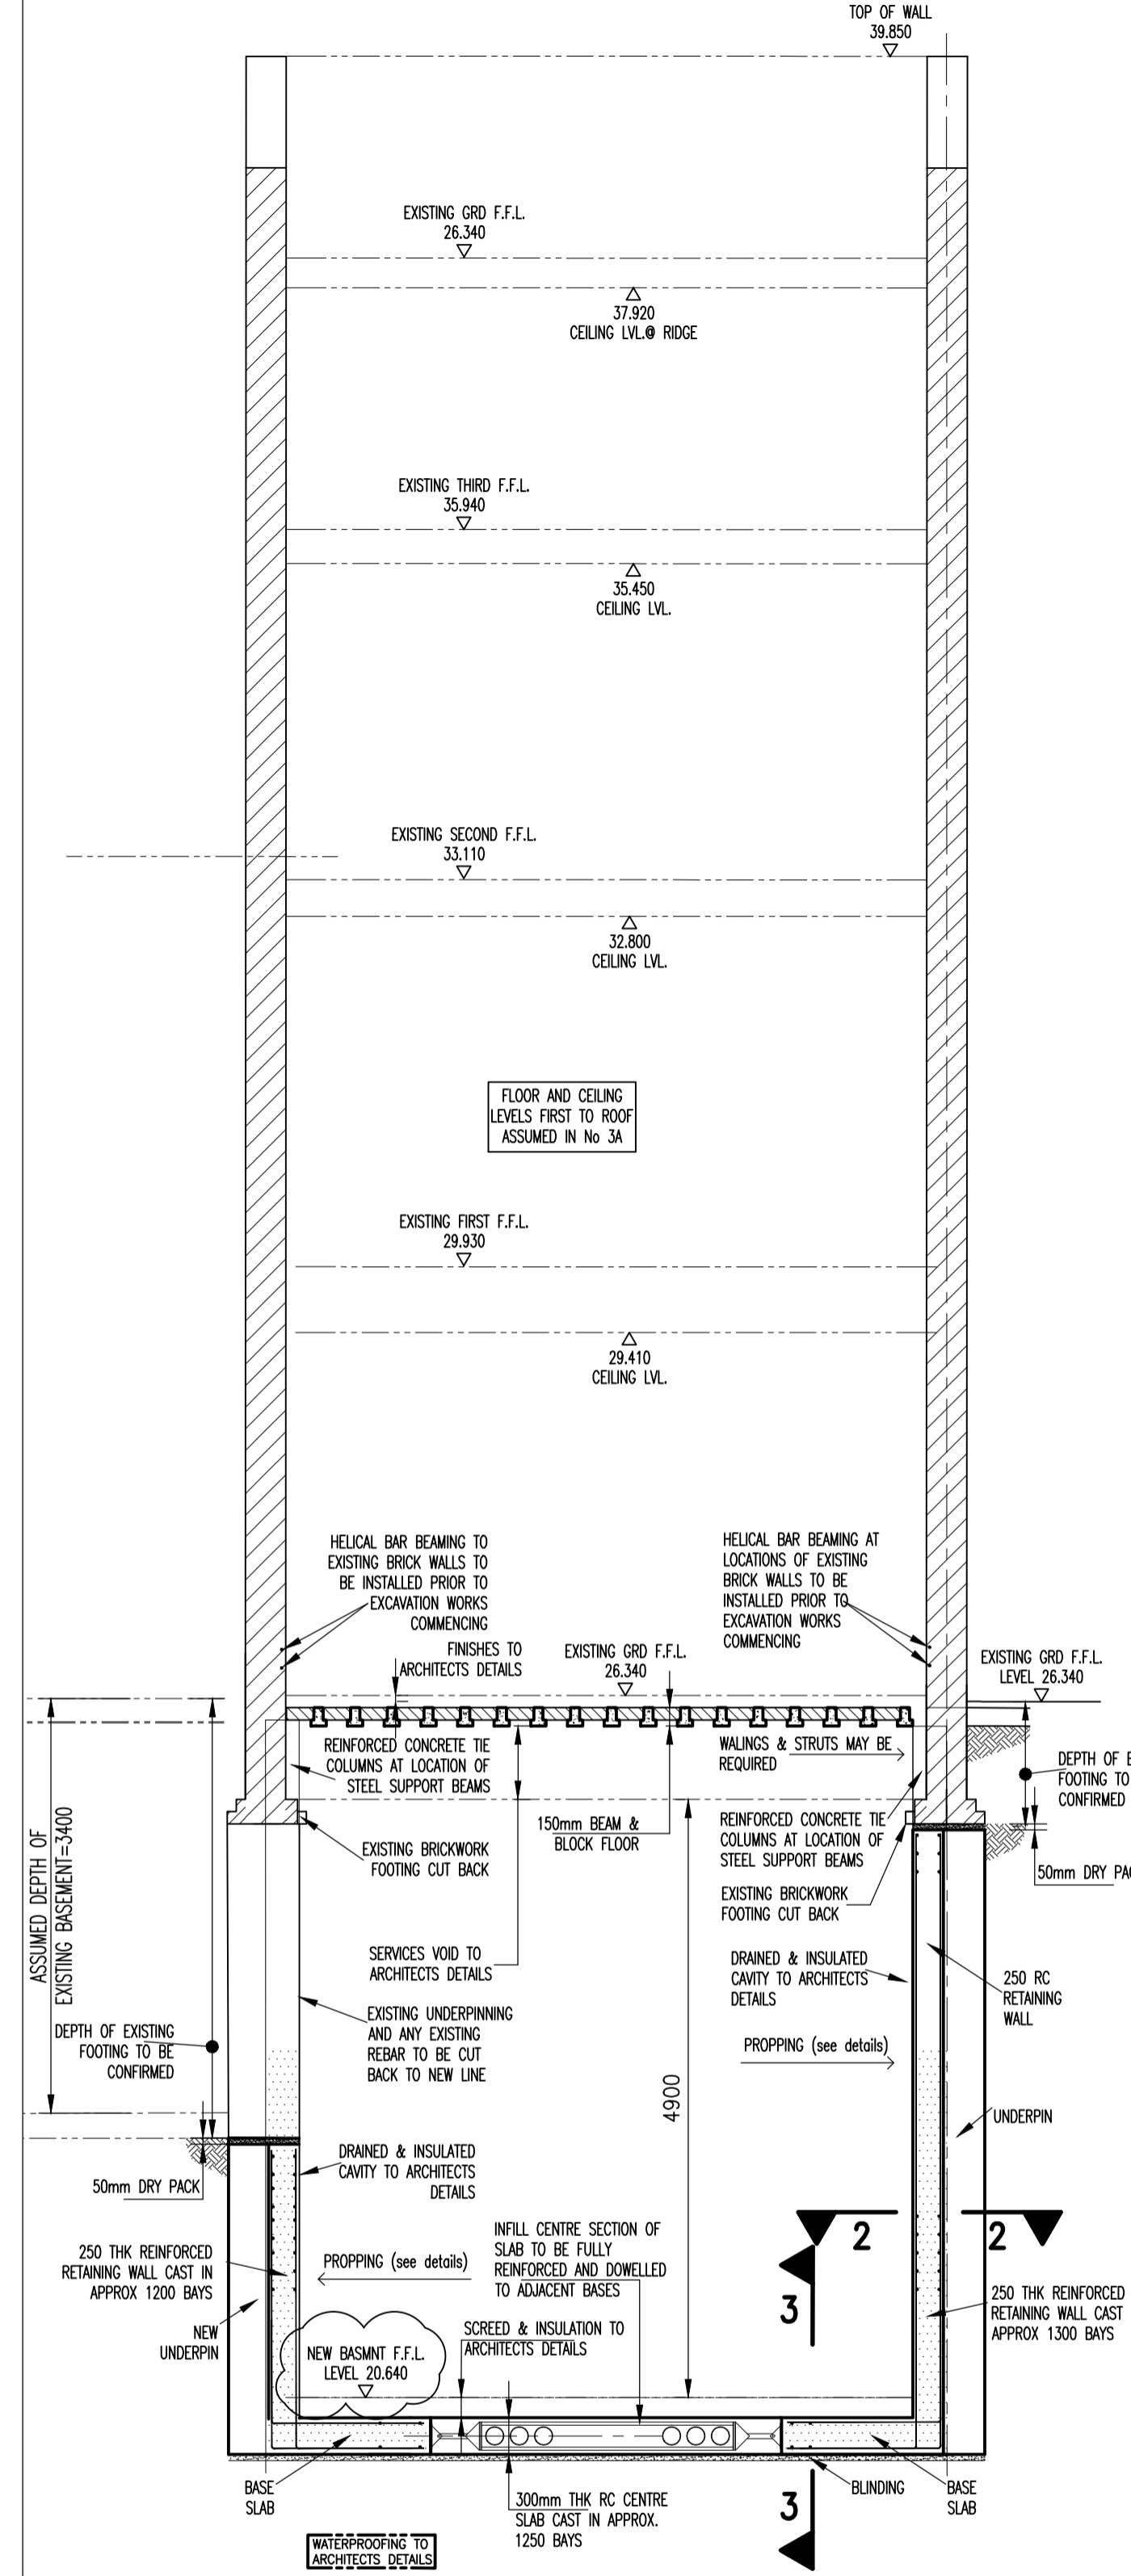 TOP OF WALL
39.850
EXISTING GRD F.F.L.
26.340
37.920
CEILING LVL.@ RIDGE
EXISTING THIRD F.F.L.
35.940
35.450
CEILING LVL.
EXISTING SECOND F.F.L.
33.110
32.800
CEILING LVL.
FLOOR AND CEILING
LEVELS FIRST TO ROOF
ASSUMED IN No 3A
EXISTING FIRST F.F.L.
29.930
29.410
CEILING LVL.
HELICAL BAR BEAMING TO
EXISTING BRICK WALLS TO
BE INSTALLED PRIOR TO
EXCAVATION WORKS
COMMENCING
HELICAL BAR BEAMING AT
LOCATIONS OF EXISTING
BRICK WALLS TO BE
INSTALLED PRIOR TO
EXCAVATION WORKS
COMMENCING
FINISHES TO
ARCHITECTS DETAILS
EXISTING GRD F.F.L.
26.340
EXISTING GRD F.F.L.
LEVEL 26.340
REINFORCED CONCRETE TIE
COLUMNS AT LOCATION OF
STEEL SUPPORT BEAMS
WALINGS & STRUTS MAY BE
REQUIRED
DEPTH OF E
FOOTING TO
CONFIRMED
150mm BEAM &
BLOCK FLOOR
REINFORCED CONCRETE TIE
COLUMNS AT LOCATION OF
STEEL SUPPORT BEAMS
EXISTING BRICKWORK
FOOTING CUT BACK
50mm DRY PA
EXISTING BRICKWORK
FOOTING CUT BACK
ASSUMED DEPTH OF
EXISTING BASEMENT=3400
SERVICES VOID TO
ARCHITECTS DETAILS
DRAINED & INSULATED
CAVITY TO ARCHITECTS
DETAILS
250 RC
RETAINING
WALL
EXISTING UNDERPINNING
AND ANY EXISTING
REBAR TO BE CUT
BACK TO NEW LINE
DEPTH OF EXISTING
FOOTING TO BE
CONFIRMED
PROPPING (see details)
4900
UNDERPIN
DRAINED & INSULATED
CAVITY TO ARCHITECTS
DETAILS
50mm DRY PACK
INFILL CENTRE SECTION OF
SLAB TO BE FULLY
REINFORCED AND DOWELLED
TO ADJACENT BASES
2
2
250 THK REINFORCED
RETAINING WALL CAST IN
APPROX 1200 BAYS
PROPPING (see details)
3
250 THK REINFORCED
RETAINING WALL CAST
APPROX 1300 BAYS
NEW
UNDERPIN
SCREED & INSULATION TO
ARCHITECTS DETAILS
NEW BASMNT F.F.L.
LEVEL 20.640
BASE
SLAB
300mm THK RC CENTRE
SLAB CAST IN APPROX.
1250 BAYS
BLINDING
BASE
SLAB
3
WATERPROOFING TO
ARCHITECTS DETAILS